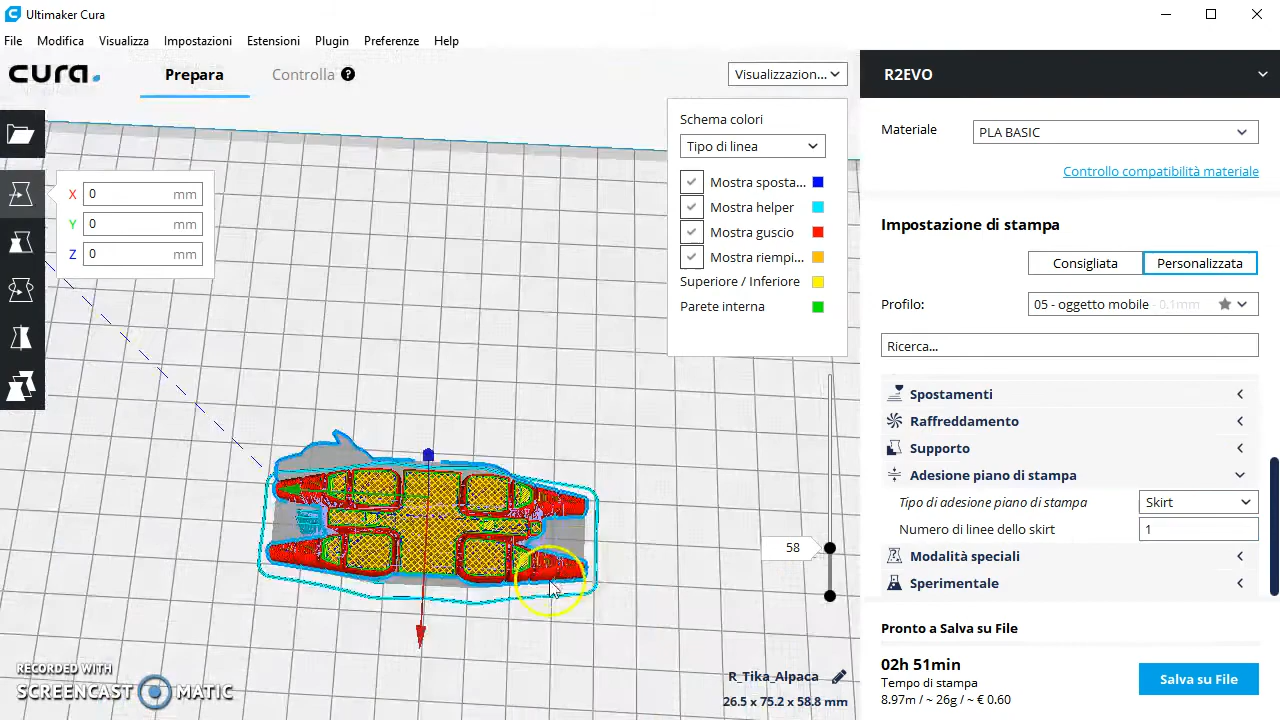 Ultimaker Cura
File Modifica Visualizza Impostazioni Estensioni Plugin Preferenze Help
cura.
Prepara
Controlla ?
Visualizzazion...
R2EVO
Schema colori
Tipo di linea
Mostra sposta...
Mostra helper
Mostra guscio
Mostra riempi...
Superiore / Inferiore
Parete interna
X 0 mm
Y 0 mm
Z 0 mm
Materiale
PLA BASIC
Controllo compatibilità materiale
Impostazione di stampa
Consigliata
Personalizzata
Profilo:
05 - oggetto mobile - 0.1mm
Ricerca...
Spostamenti
Raffreddamento
Supporto
Adesione piano di stampa
Tipo di adesione piano di stampa
Skirt
Numero di linee dello skirt
1
Modalità speciali
Sperimentale
58
Pronto a Salva su File
02h 51min
Tempo di stampa
8.97m / ~ 26g / ~ € 0.60
Salva su File
R_Tika_Alpaca
26.5 x 75.2 x 58.8 mm
RECORDED WITH
SCREENCAST MATIC